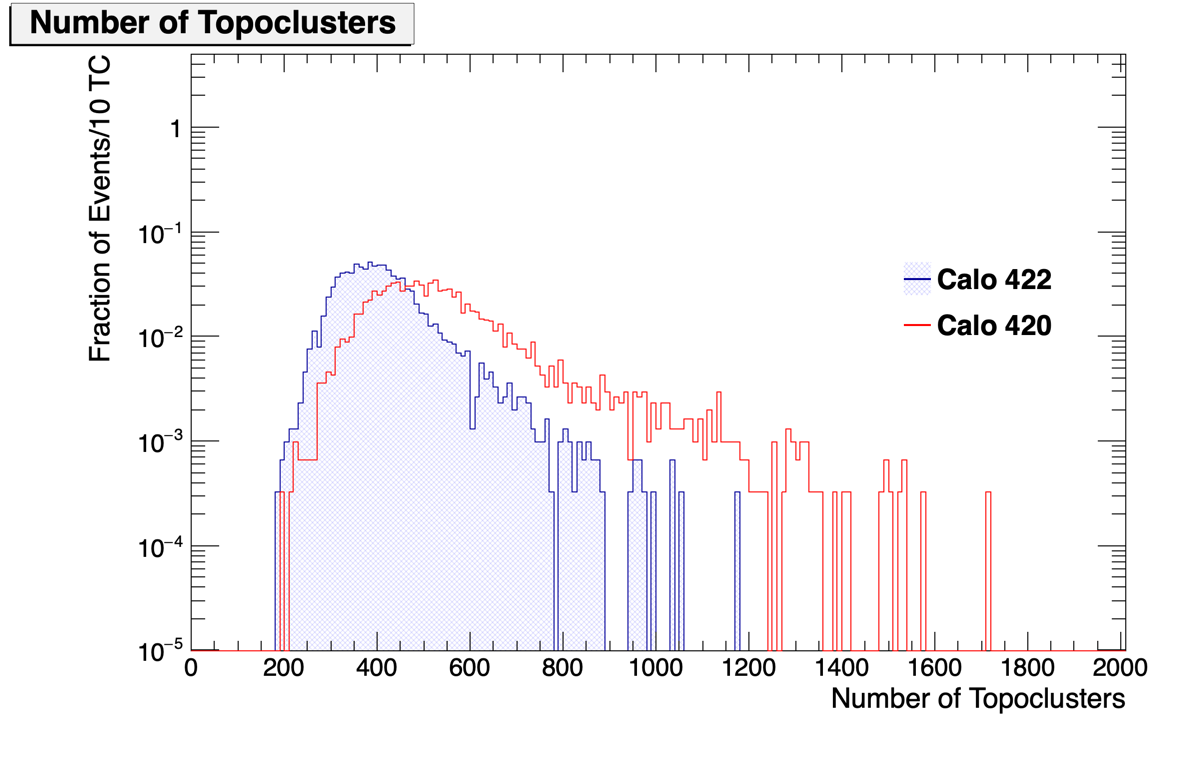 Number of Topoclusters
Fraction of Events/10 TC
1
10⁻¹
10⁻²
10⁻³
10⁻⁴
10⁻⁵
Calo 422
Calo 420
0 200 400 600 800 1000 1200 1400 1600 1800 2000
Number of Topoclusters